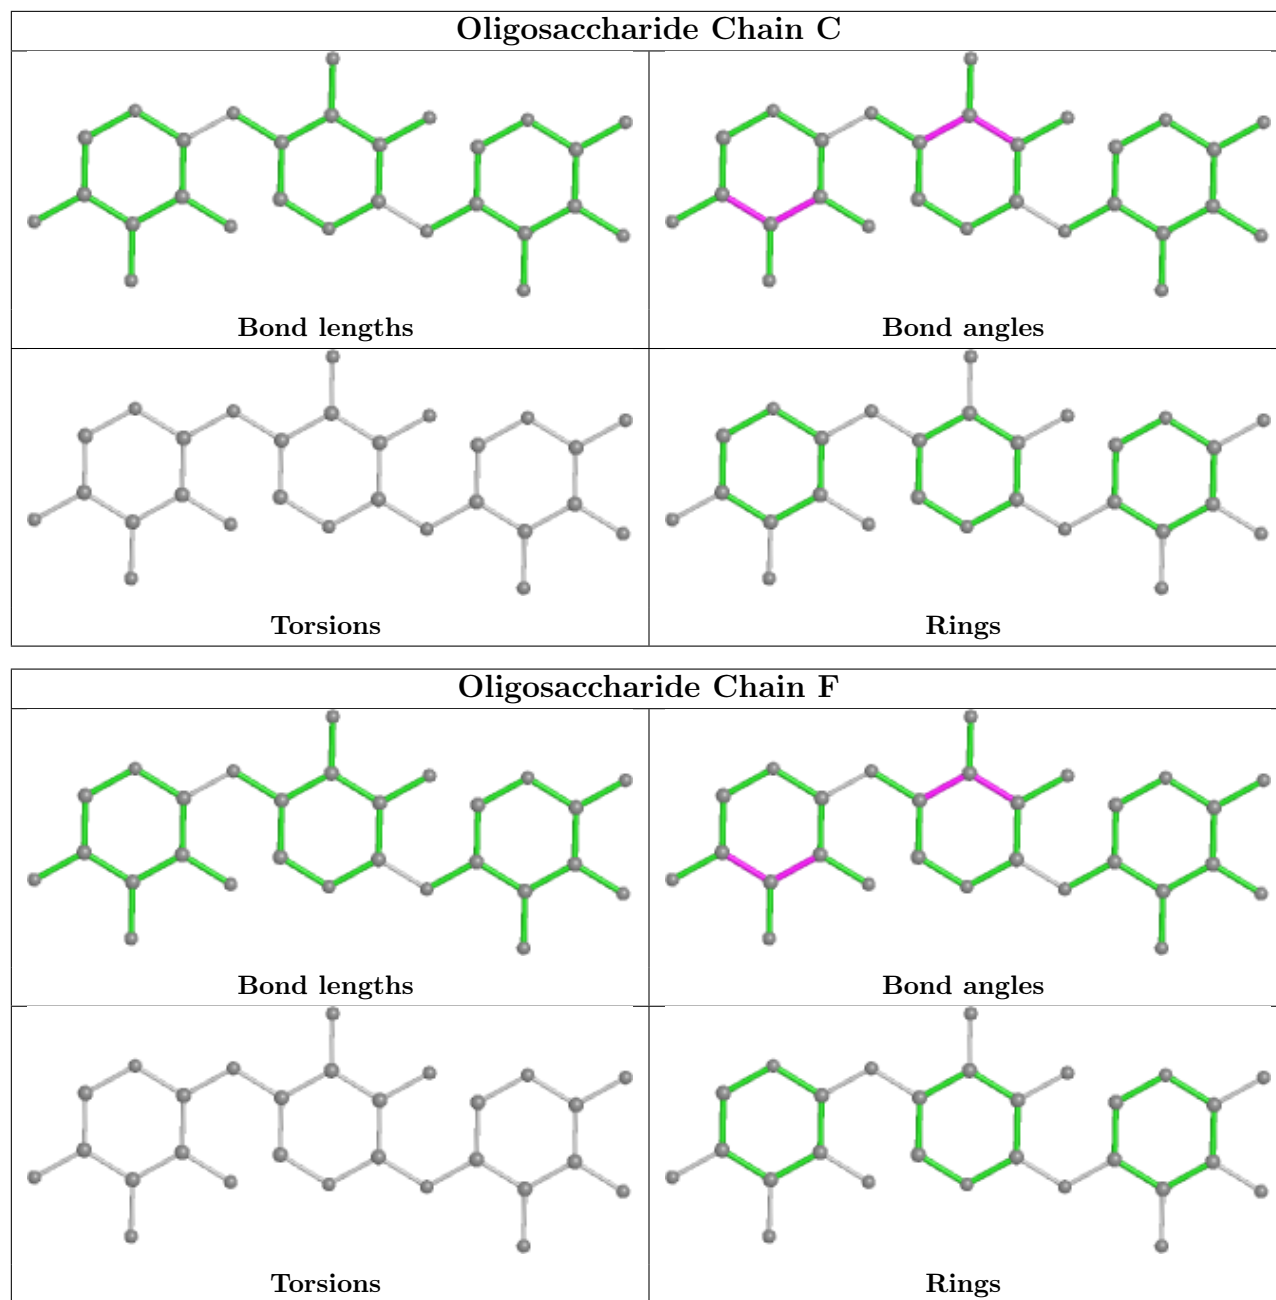 Oligosaccharide Chain C
Bond lengths
Bond angles
Torsions
Rings
Oligosaccharide Chain F
Bond lengths
Bond angles
Torsions
Rings